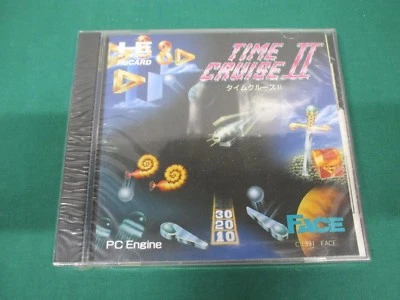 HE
HuCARD
TIME
CRUISE II
タイムクルーズII
30
20
10
FACE
PC Engine
C 1991 FACE